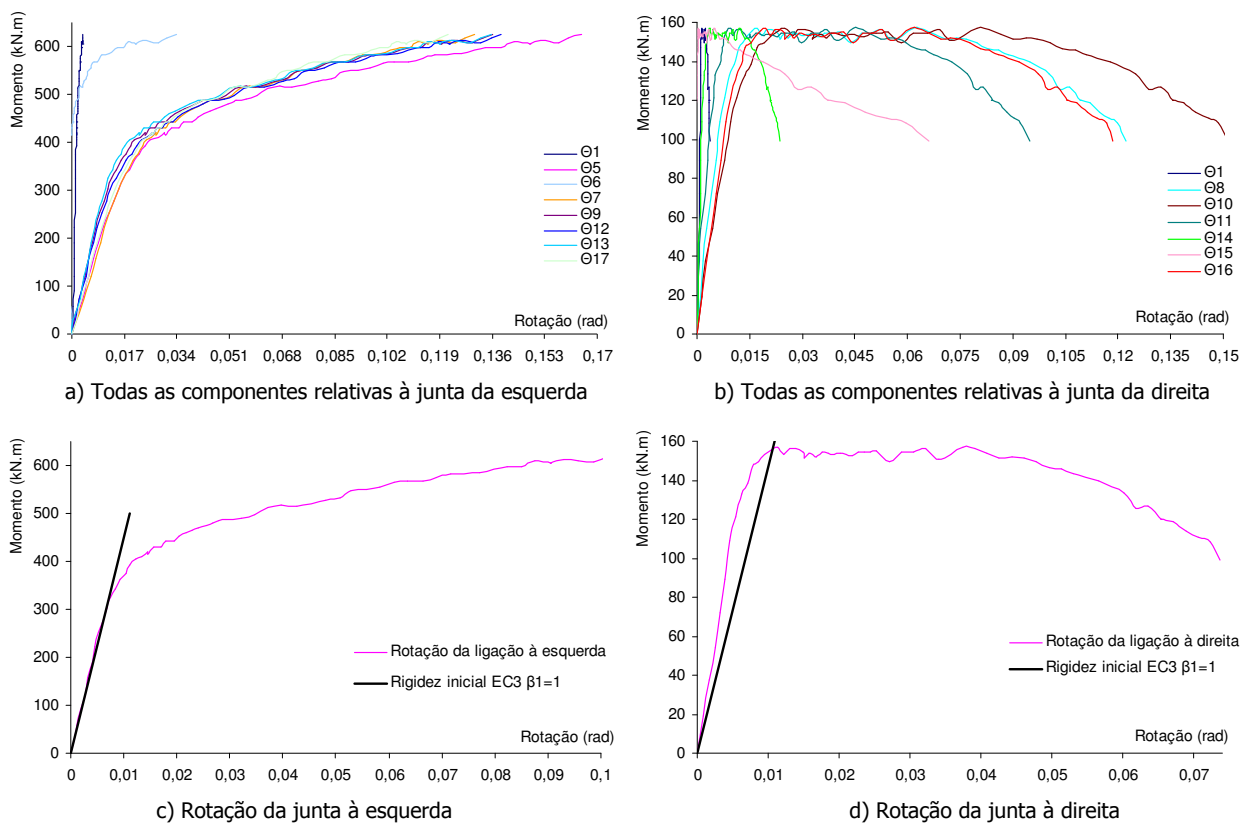 Momento (kN.m)
600
500
400
300
200
100
0
Θ1
Θ5
Θ6
Θ7
Θ9
Θ12
Θ13
Θ17
Rotação (rad)
0 0,017 0,034 0,051 0,068 0,085 0,102 0,119 0,136 0,153 0,17
a) Todas as componentes relativas à junta da esquerda
Momento (kN.m)
160
140
120
100
80
60
40
20
0
Θ1
Θ8
Θ10
Θ11
Θ14
Θ15
Θ16
Rotação (rad)
0 0,015 0,03 0,045 0,06 0,075 0,09 0,105 0,12 0,135 0,15
b) Todas as componentes relativas à junta da direita
Momento (kN.m)
600
500
400
300
200
100
0
Rotação da ligação à esquerda
Rigidez inicial EC3 β1=1
Rotação (rad)
0 0,01 0,02 0,03 0,04 0,05 0,06 0,07 0,08 0,09 0,1
c) Rotação da junta à esquerda
Momento (kN.m)
160
140
120
100
80
60
40
20
0
Rotação da ligação à direita
Rigidez inicial EC3 β1=1
Rotação (rad)
0 0,01 0,02 0,03 0,04 0,05 0,06 0,07
d) Rotação da junta à direita